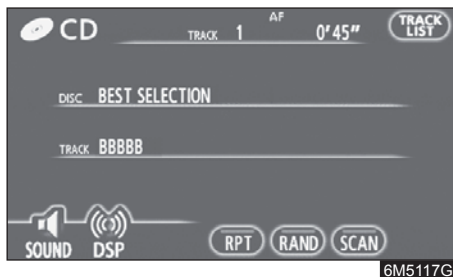 CD TRACK 1 AF 0'45" TRACK LIST
DISC BEST SELECTION
TRACK BBBBB
SOUND DSP RPT RAND SCAN
6M5117G